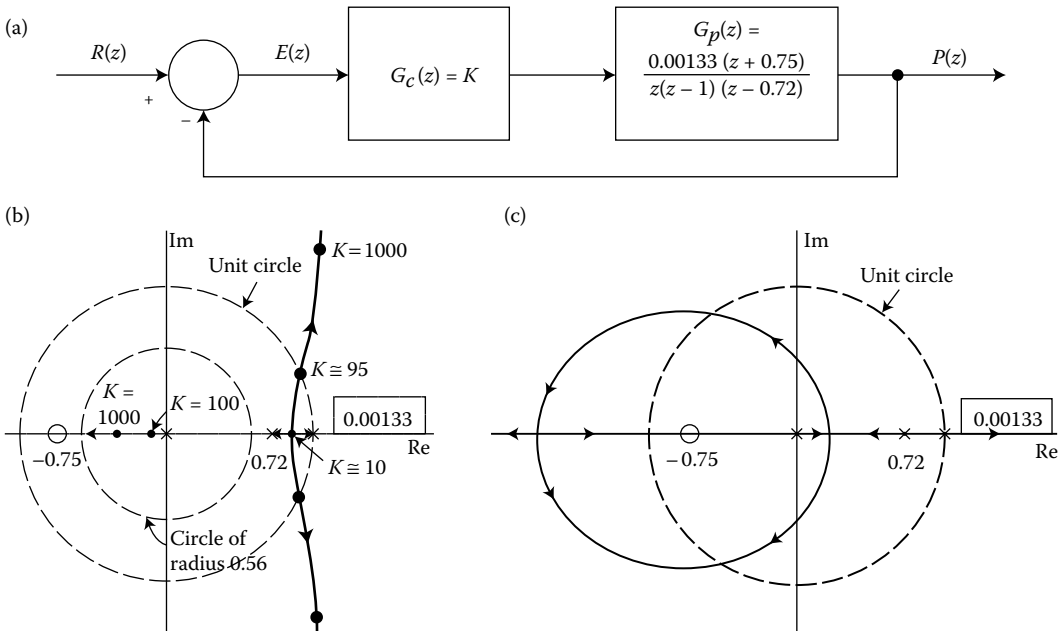 (a)
R(z)
+
−
E(z)
G_c(z) = K
G_p(z) =
0.00133 (z + 0.75)
z(z − 1) (z − 0.72)
P(z)
(b)
Im
Unit circle
K = 1000
K ≅ 95
K =
1000
K = 100
0.00133
Re
−0.75
0.72
K ≅ 10
Circle of
radius 0.56
(c)
Im
Unit circle
0.00133
Re
−0.75
0.72